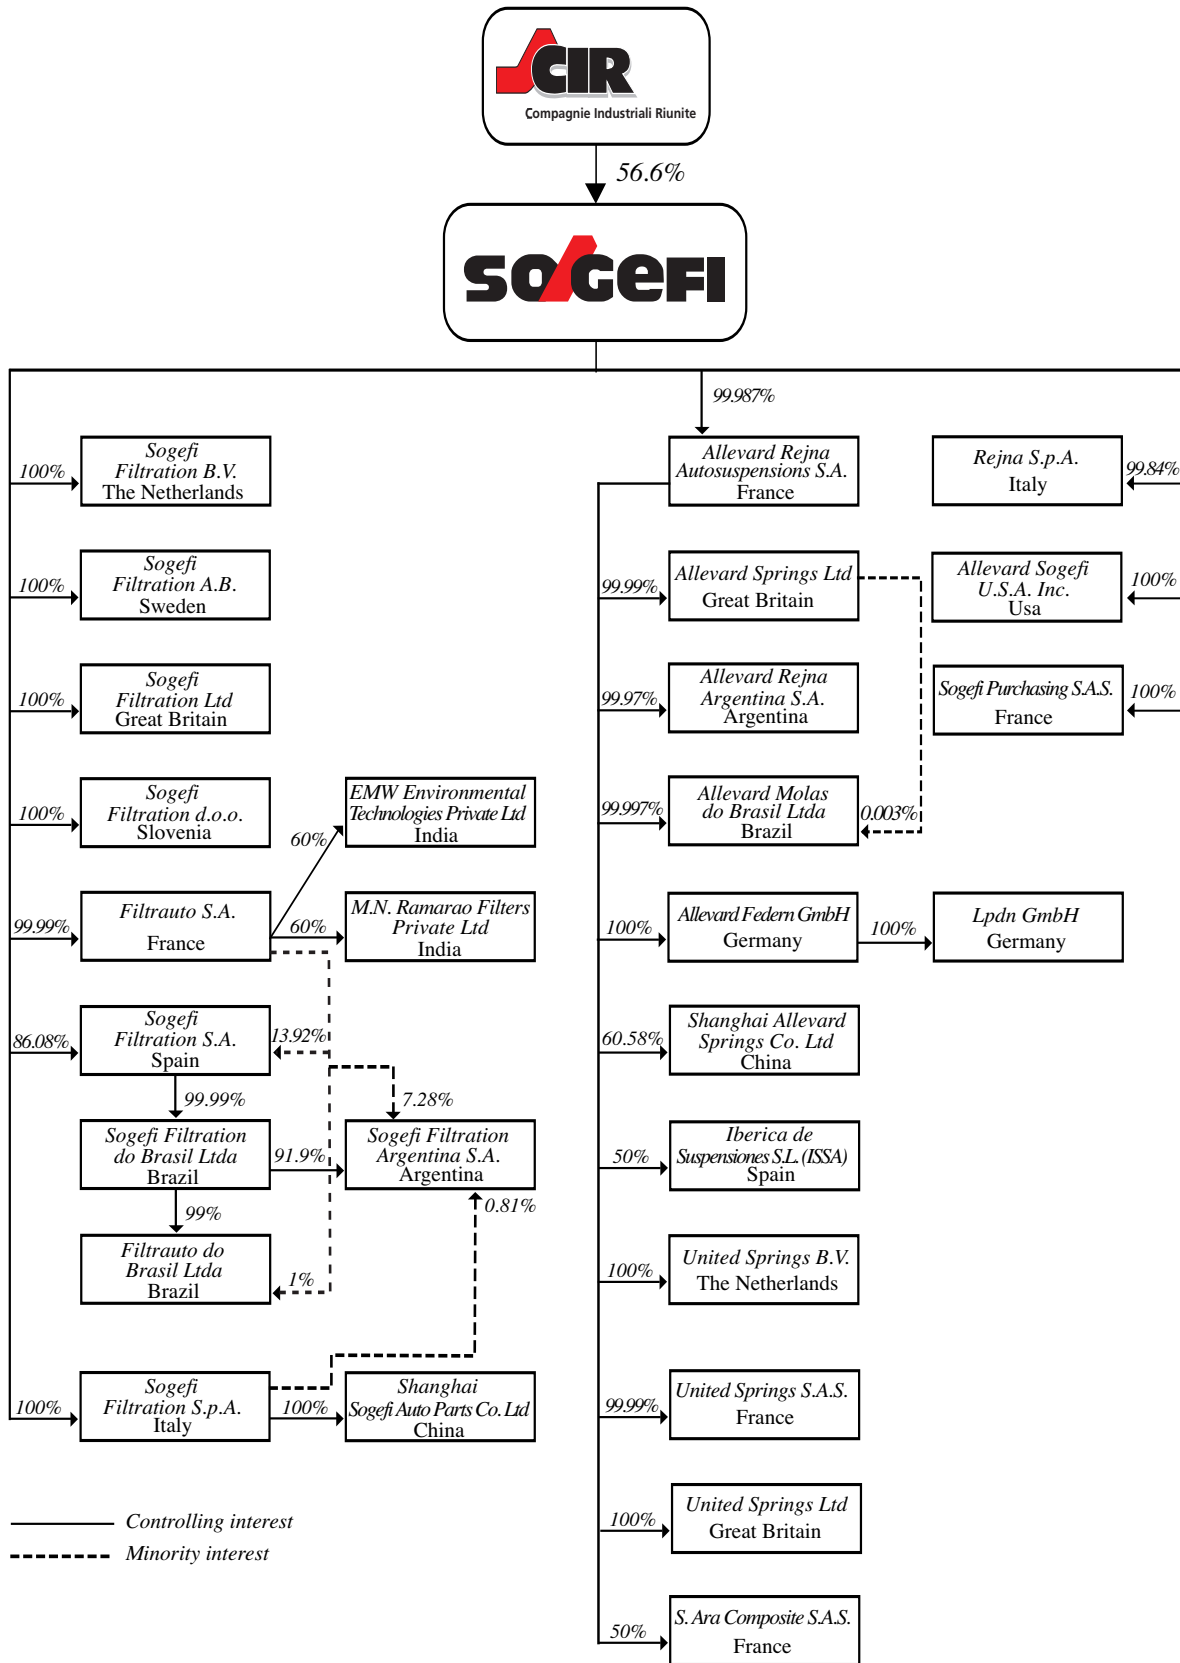 CIR
Compagnie Industriali Riunite
56.6%
SOGEFI
99.987%
Sogefi
Filtration B.V.
The Netherlands
100%
Allevard Rejna
Autosuspensions S.A.
France
Rejna S.p.A.
Italy
99.84%
Sogefi
Filtration A.B.
Sweden
100%
Allevard Springs Ltd
Great Britain
99.99%
Allevard Sogefi
U.S.A. Inc.
Usa
100%
Sogefi
Filtration Ltd
Great Britain
100%
Allevard Rejna
Argentina S.A.
Argentina
99.97%
Sogefi Purchasing S.A.S.
France
100%
Sogefi
Filtration d.o.o.
Slovenia
100%
EMW Environmental
Technologies Private Ltd
India
60%
Allevard Molas
do Brasil Ltda
Brazil
99.997%
0.003%
Filtrauto S.A.
France
99.99%
60%
M.N. Ramarao Filters
Private Ltd
India
Allevard Federn GmbH
Germany
100%
100%
Lpdn GmbH
Germany
Sogefi
Filtration S.A.
Spain
86.08%
13.92%
Shanghai Allevard
Springs Co. Ltd
China
60.58%
99.99%
7.28%
Sogefi Filtration
do Brasil Ltda
Brazil
91.9%
Sogefi Filtration
Argentina S.A.
Argentina
Iberica de
Suspensiones S.L. (ISSA)
Spain
50%
99%
0.81%
Filtrauto do
Brasil Ltda
Brazil
1%
United Springs B.V.
The Netherlands
100%
Sogefi
Filtration S.p.A.
Italy
100%
100%
Shanghai
Sogefi Auto Parts Co. Ltd
China
United Springs S.A.S.
France
99.99%
Controlling interest
Minority interest
United Springs Ltd
Great Britain
100%
S. Ara Composite S.A.S.
France
50%